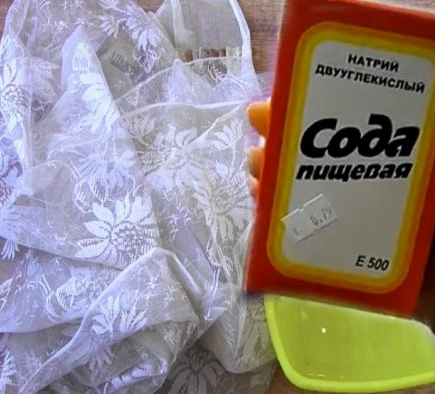 НАТРИЙ
ДВУУГЛЕКИСЛЫЙ
Сода
пищевая
E 500